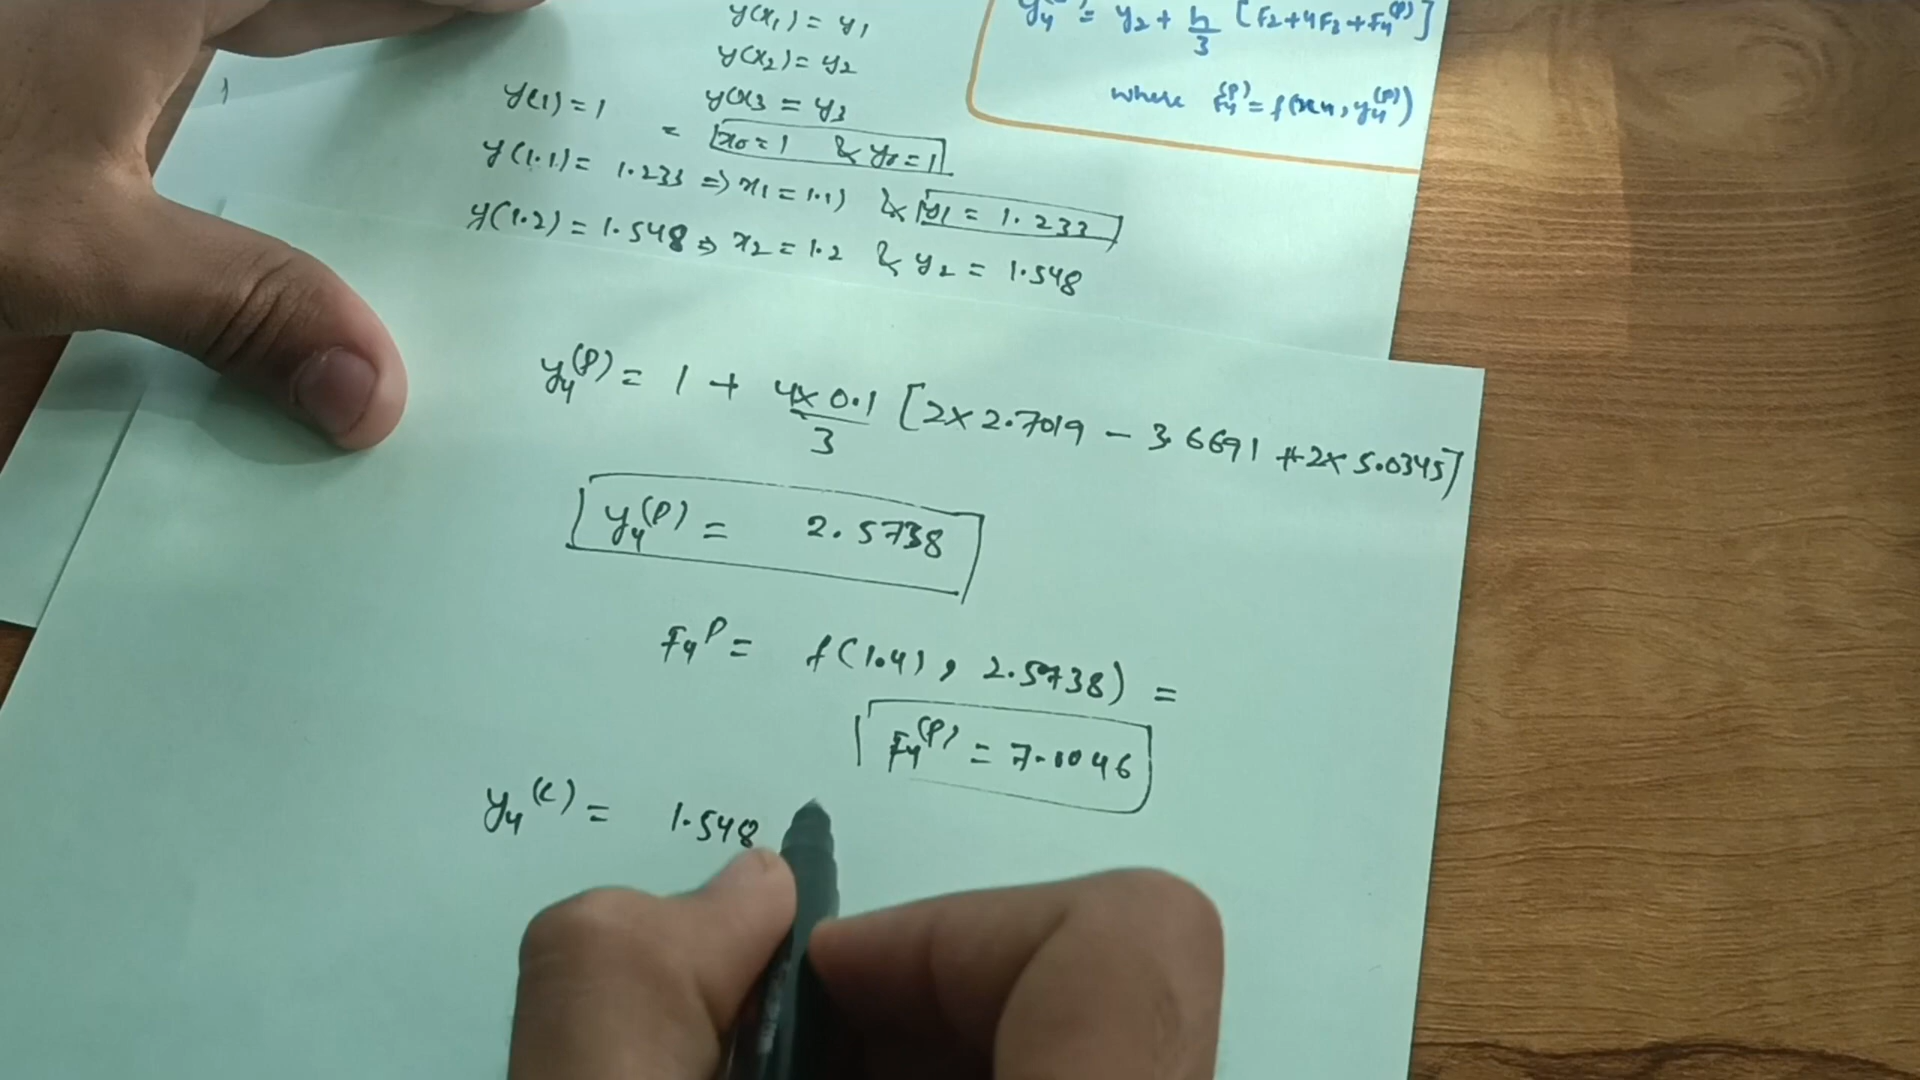 y(x₁) = y₁
y(x₂) = y₂
y(x₃ = y₃
y(1) = 1
= x₀ = 1 & y₀ = 1
y(1.1) = 1.233 ⇒ x₁ = 1.1) & y₁ = 1.233
y(1.2) = 1.548 ⇒ x₂ = 1.2 & y₂ = 1.548
= y₂ + h/3 [F₂+4F₃+F₄⁽ᵖ⁾]
where F₄⁽ᵖ⁾ = f(x₄, y₄⁽ᵖ⁾)
y₄⁽ᵖ⁾ = 1 + 4×0.1/3 [2×2.7019 − 3.6691 +2×5.0345]
y₄⁽ᵖ⁾ = 2.5738
F₄ᵖ = f(1.4), 2.5738) =
F₄⁽ᵖ⁾ = 7.0046
y₄⁽ᶜ⁾ = 1.548